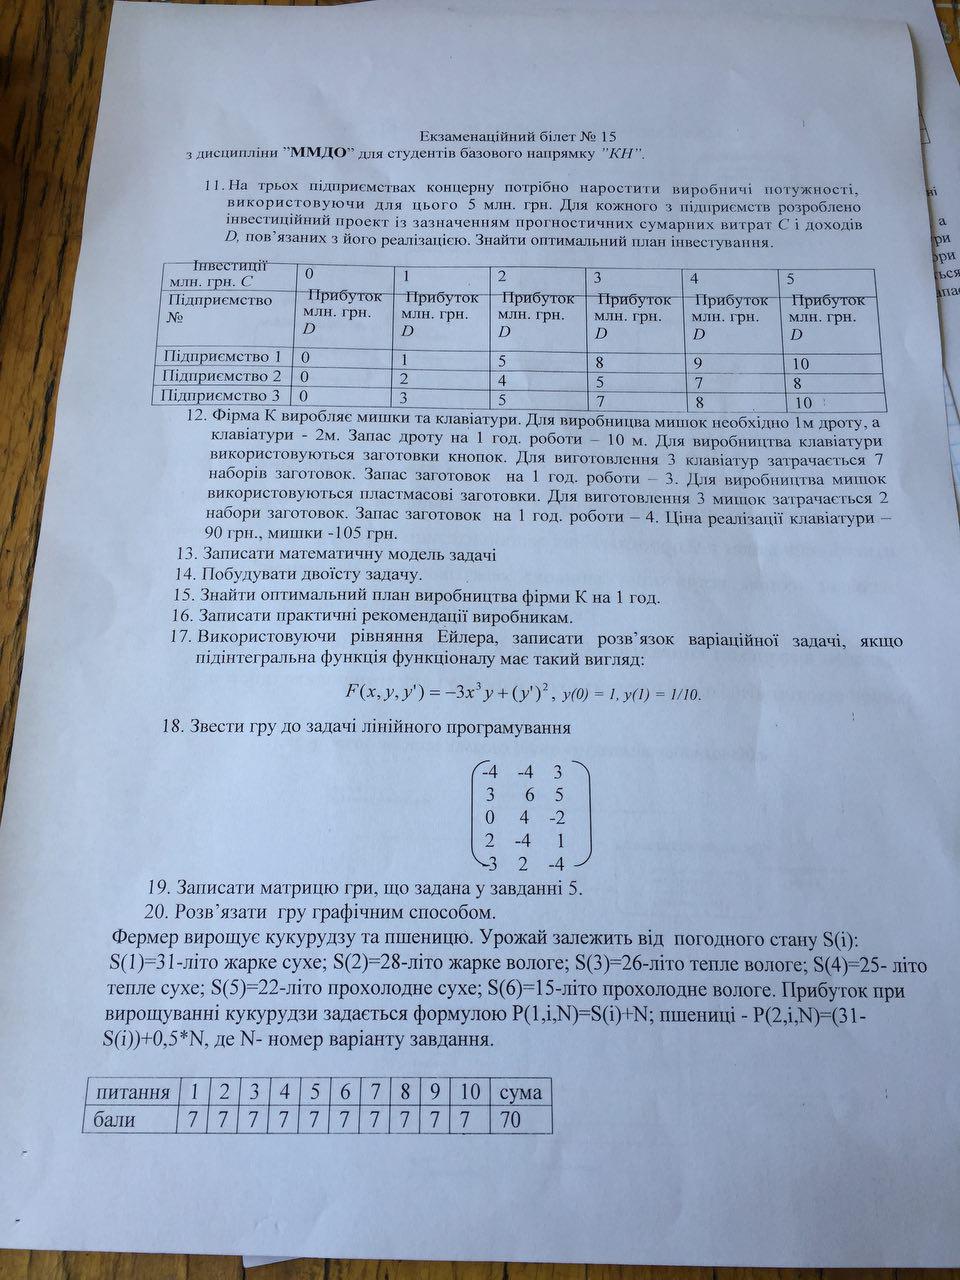 Екзаменаційний білет № 15
з дисципліни "ММДО" для студентів базового напрямку "КН".
11. На трьох підприємствах концерну потрібно наростити виробничі потужності,
використовуючи для цього 5 млн. грн. Для кожного з підприємств розроблено
інвестиційний проект із зазначенням прогностичних сумарних витрат C і доходів
D, пов'язаних з його реалізацією. Знайти оптимальний план інвестування.
Інвестиції 0 1 2 3 4 5
млн. грн. C
Підприємство Прибуток Прибуток Прибуток Прибуток Прибуток Прибуток
№ млн. грн. млн. грн. млн. грн. млн. грн. млн. грн. млн. грн.
D D D D D D
Підприємство 1 0 1 5 8 9 10
Підприємство 2 0 2 4 5 7 8
Підприємство 3 0 3 5 7 8 10
12. Фірма К виробляє мишки та клавіатури. Для виробництва мишок необхідно 1м дроту, а
клавіатури - 2м. Запас дроту на 1 год. роботи – 10 м. Для виробництва клавіатури
використовуються заготовки кнопок. Для виготовлення 3 клавіатур затрачається 7
наборів заготовок. Запас заготовок на 1 год. роботи – 3. Для виробництва мишок
використовуються пластмасові заготовки. Для виготовлення 3 мишок затрачається 2
набори заготовок. Запас заготовок на 1 год. роботи – 4. Ціна реалізації клавіатури –
90 грн., мишки -105 грн.
13. Записати математичну модель задачі
14. Побудувати двоїсту задачу.
15. Знайти оптимальний план виробництва фірми К на 1 год.
16. Записати практичні рекомендації виробникам.
17. Використовуючи рівняння Ейлера, записати розв'язок варіаційної задачі, якщо
підінтегральна функція функціоналу має такий вигляд:
F(x, y, y') = −3x³y + (y')², y(0) = 1, y(1) = 1/10.
18. Звести гру до задачі лінійного програмування
-4 -4 3
3 6 5
0 4 -2
2 -4 1
-3 2 -4
19. Записати матрицю гри, що задана у завданні 5.
20. Розв'язати гру графічним способом.
Фермер вирощує кукурудзу та пшеницю. Урожай залежить від погодного стану S(i):
S(1)=31-літо жарке сухе; S(2)=28-літо жарке вологе; S(3)=26-літо тепле вологе; S(4)=25- літо
тепле сухе; S(5)=22-літо прохолодне сухе; S(6)=15-літо прохолодне вологе. Прибуток при
вирощуванні кукурудзи задається формулою P(1,i,N)=S(i)+N; пшениці - P(2,i,N)=(31-
S(i))+0,5*N, де N- номер варіанту завдання.
питання 1 2 3 4 5 6 7 8 9 10 сума
бали 7 7 7 7 7 7 7 7 7 7 70